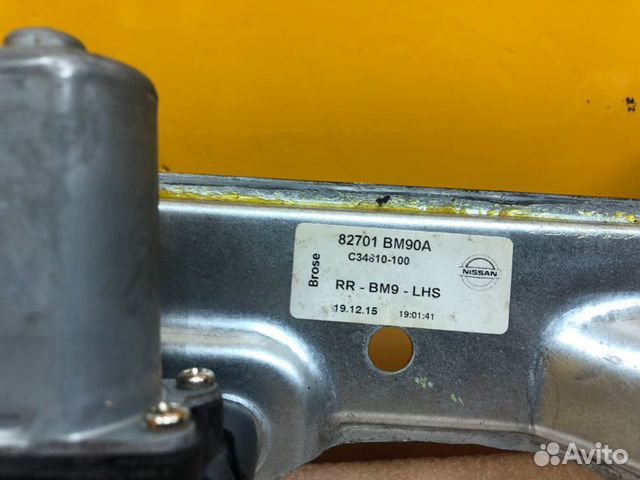 82701 BM90A
C34810-100
Brose
NISSAN
RR - BM9 - LHS
19.12.15 19:01:41
Avito